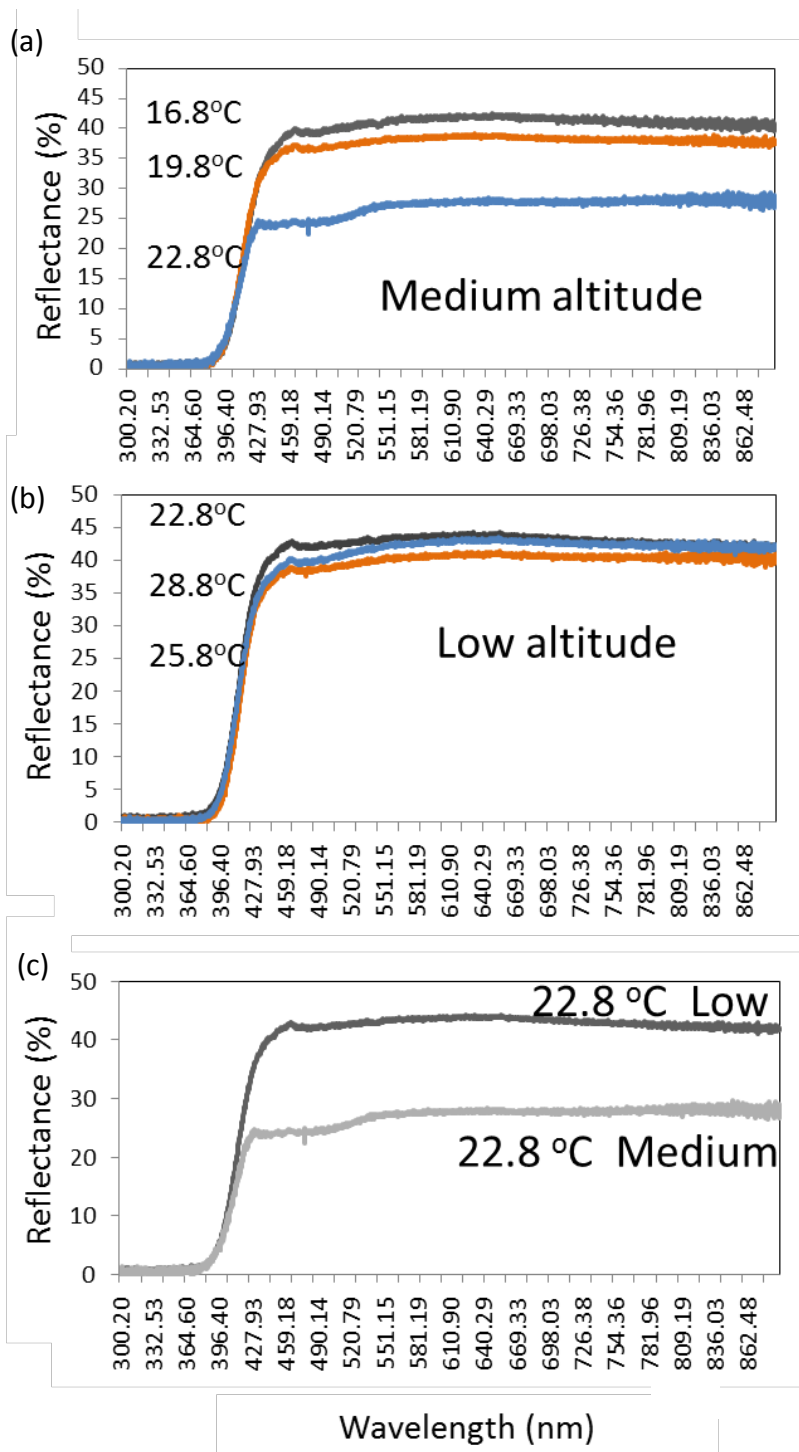 (a)
Reflectance (%)
50
45
40
35
30
25
20
15
10
5
0
16.8°C
19.8°C
22.8°C
Medium altitude
300.20 332.53 364.60 396.40 427.93 459.18 490.14 520.79 551.15 581.19 610.90 640.29 669.33 698.03 726.38 754.36 781.96 809.19 836.03 862.48
(b)
Reflectance (%)
50
45
40
35
30
25
20
15
10
5
0
22.8°C
28.8°C
25.8°C
Low altitude
300.20 332.53 364.60 396.40 427.93 459.18 490.14 520.79 551.15 581.19 610.90 640.29 669.33 698.03 726.38 754.36 781.96 809.19 836.03 862.48
(c)
Reflectance (%)
50
40
30
20
10
0
22.8 °C Low
22.8 °C Medium
300.20 332.53 364.60 396.40 427.93 459.18 490.14 520.79 551.15 581.19 610.90 640.29 669.33 698.03 726.38 754.36 781.96 809.19 836.03 862.48
Wavelength (nm)